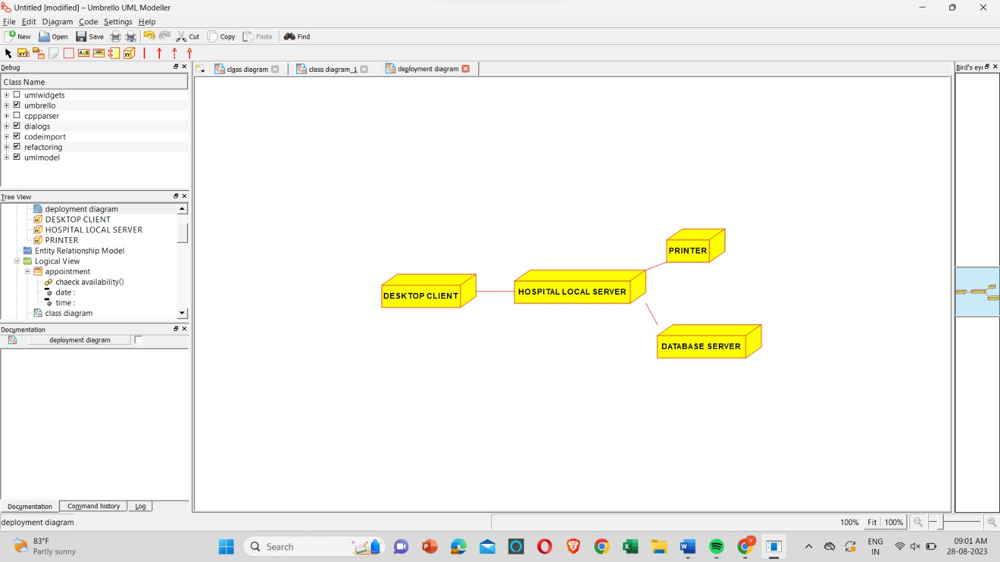 Untitled [modified] – Umbrello UML Modeller
File Edit Diagram Code Settings Help
New Open Save Cut Copy Paste Find
Debug
Class Name
umlwidgets
umbrello
cppparser
dialogs
codeimport
refactoring
umlmodel
Tree View
deployment diagram
DESKTOP CLIENT
HOSPITAL LOCAL SERVER
PRINTER
Entity Relationship Model
Logical View
appointment
chaeck availability()
date :
time :
class diagram
Documentation
deployment diagram
Documentation Command history Log
class diagram class diagram_1 deployment diagram
PRINTER
DESKTOP CLIENT
HOSPITAL LOCAL SERVER
DATABASE SERVER
Bird's eye
deployment diagram
100% Fit 100%
83°F
Partly sunny
Search
ENG
IN
09:01 AM
28-08-2023